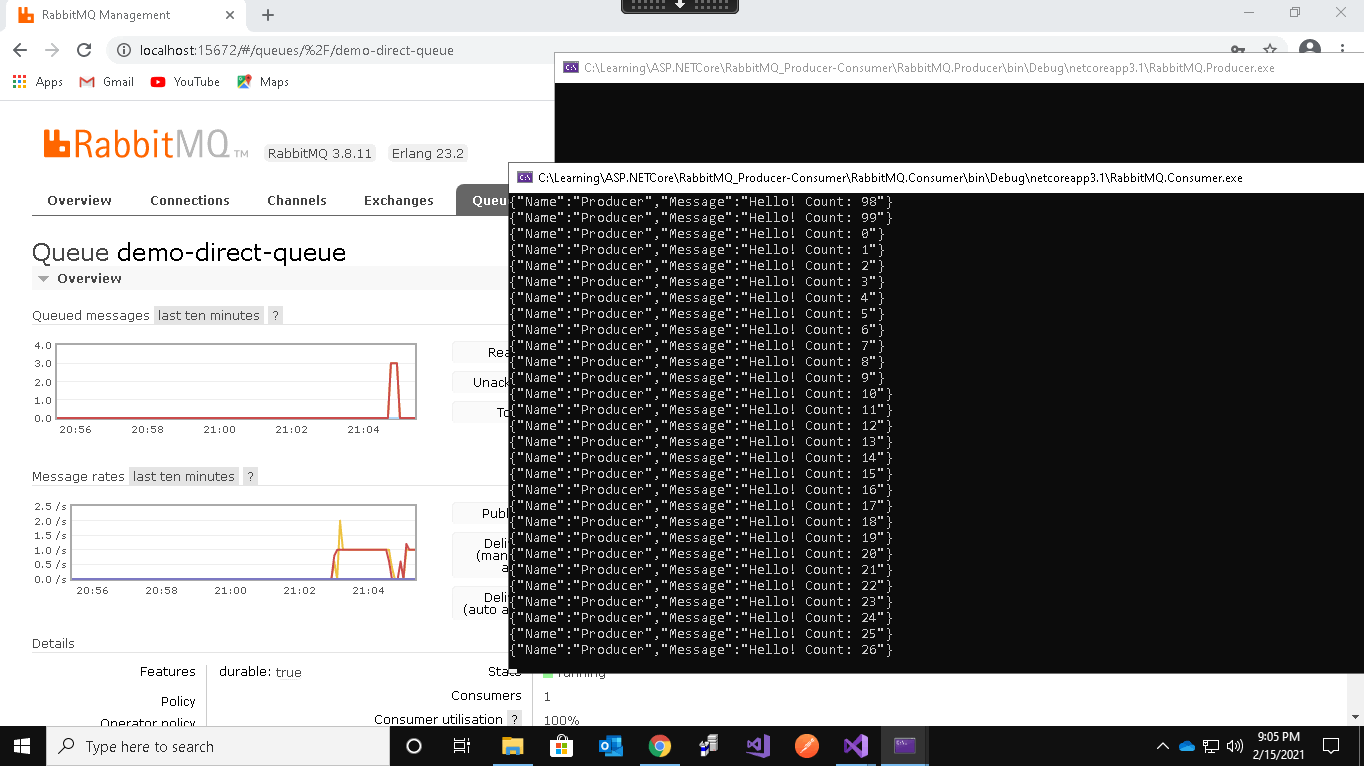 RabbitMQ Management
localhost:15672/#/queues/%2F/demo-direct-queue
Apps Gmail YouTube Maps
C:\Learning\ASP.NETCore\RabbitMQ_Producer-Consumer\RabbitMQ.Producer\bin\Debug\netcoreapp3.1\RabbitMQ.Producer.exe
RabbitMQ TM RabbitMQ 3.8.11 Erlang 23.2
Overview Connections Channels Exchanges Queu
Queue demo-direct-queue
Overview
Queued messages last ten minutes ?
4.0
3.0
2.0
1.0
0.0
20:56 20:58 21:00 21:02 21:04
Rea
Unack
To
Message rates last ten minutes ?
2.5 /s
2.0 /s
1.5 /s
1.0 /s
0.5 /s
0.0 /s
20:56 20:58 21:00 21:02 21:04
Publ
Deli
(man
a
Deli
(auto a
Details
Features durable: true
Policy
Operator policy
State running
Consumers 1
Consumer utilisation ? 100%
C:\Learning\ASP.NETCore\RabbitMQ_Producer-Consumer\RabbitMQ.Consumer\bin\Debug\netcoreapp3.1\RabbitMQ.Consumer.exe
{"Name":"Producer","Message":"Hello! Count: 98"}
{"Name":"Producer","Message":"Hello! Count: 99"}
{"Name":"Producer","Message":"Hello! Count: 0"}
{"Name":"Producer","Message":"Hello! Count: 1"}
{"Name":"Producer","Message":"Hello! Count: 2"}
{"Name":"Producer","Message":"Hello! Count: 3"}
{"Name":"Producer","Message":"Hello! Count: 4"}
{"Name":"Producer","Message":"Hello! Count: 5"}
{"Name":"Producer","Message":"Hello! Count: 6"}
{"Name":"Producer","Message":"Hello! Count: 7"}
{"Name":"Producer","Message":"Hello! Count: 8"}
{"Name":"Producer","Message":"Hello! Count: 9"}
{"Name":"Producer","Message":"Hello! Count: 10"}
{"Name":"Producer","Message":"Hello! Count: 11"}
{"Name":"Producer","Message":"Hello! Count: 12"}
{"Name":"Producer","Message":"Hello! Count: 13"}
{"Name":"Producer","Message":"Hello! Count: 14"}
{"Name":"Producer","Message":"Hello! Count: 15"}
{"Name":"Producer","Message":"Hello! Count: 16"}
{"Name":"Producer","Message":"Hello! Count: 17"}
{"Name":"Producer","Message":"Hello! Count: 18"}
{"Name":"Producer","Message":"Hello! Count: 19"}
{"Name":"Producer","Message":"Hello! Count: 20"}
{"Name":"Producer","Message":"Hello! Count: 21"}
{"Name":"Producer","Message":"Hello! Count: 22"}
{"Name":"Producer","Message":"Hello! Count: 23"}
{"Name":"Producer","Message":"Hello! Count: 24"}
{"Name":"Producer","Message":"Hello! Count: 25"}
{"Name":"Producer","Message":"Hello! Count: 26"}
Type here to search
9:05 PM
2/15/2021